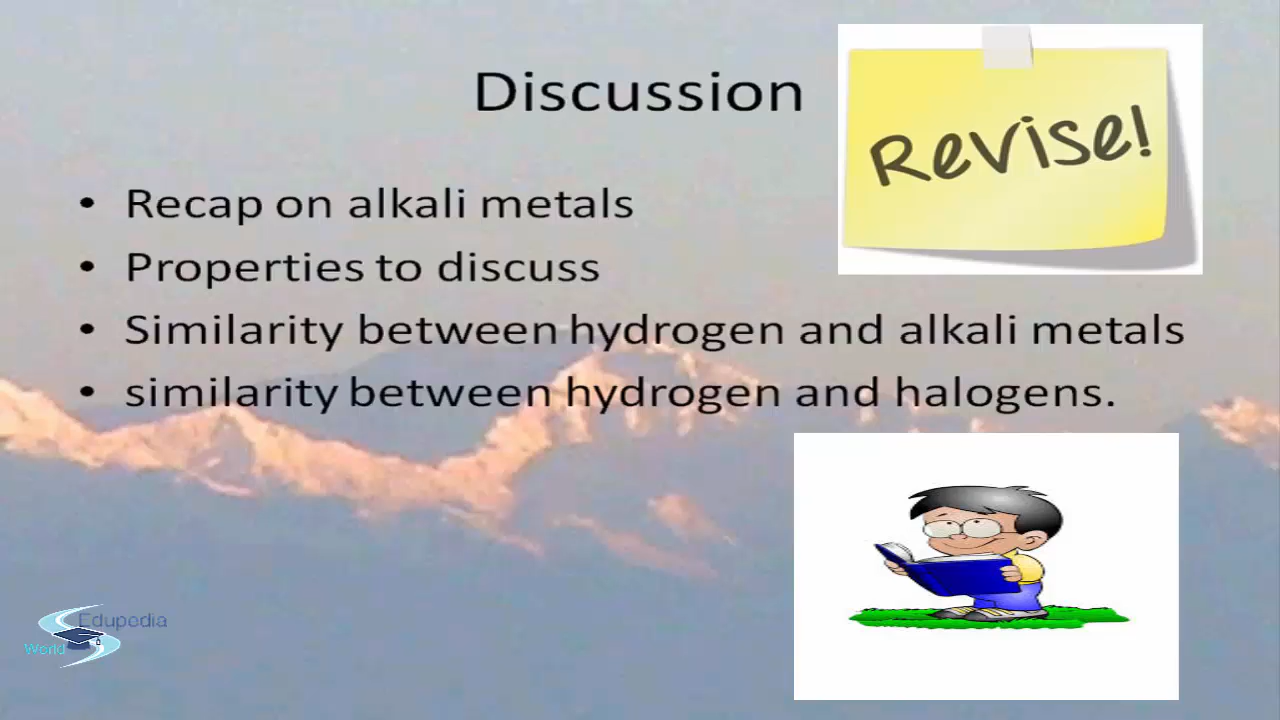 Discussion
Revise!
• Recap on alkali metals
• Properties to discuss
• Similarity between hydrogen and alkali metals
• similarity between hydrogen and halogens.
Edupedia
World